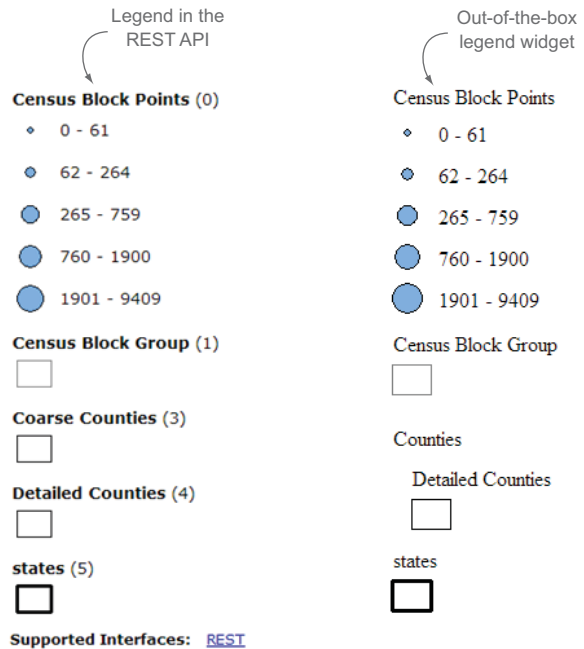 Legend in the
REST API
Census Block Points (0)
0 - 61
62 - 264
265 - 759
760 - 1900
1901 - 9409
Census Block Group (1)
Coarse Counties (3)
Detailed Counties (4)
states (5)
Supported Interfaces: REST
Out-of-the-box
legend widget
Census Block Points
0 - 61
62 - 264
265 - 759
760 - 1900
1901 - 9409
Census Block Group
Counties
Detailed Counties
states